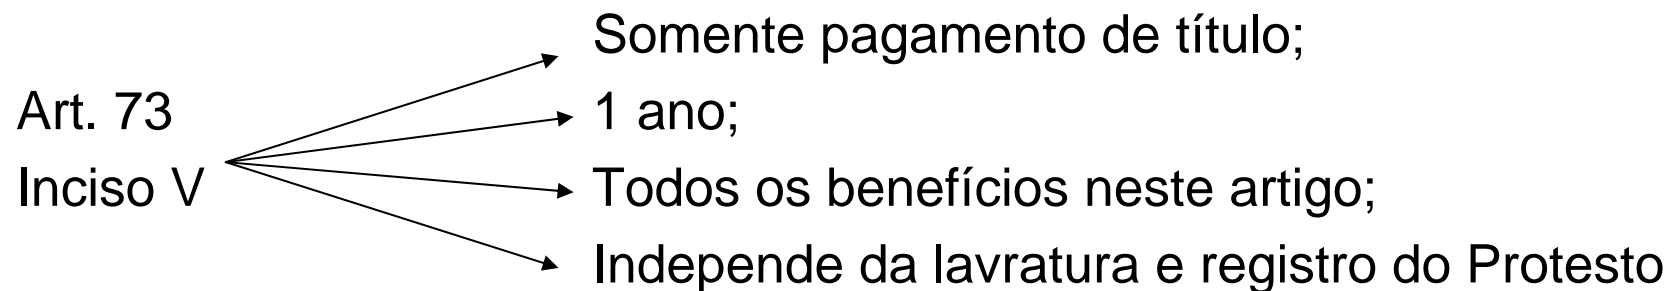 Somente pagamento de título;
Art. 73
1 ano;
Inciso V
Todos os benefícios neste artigo;
Independe da lavratura e registro do Protesto